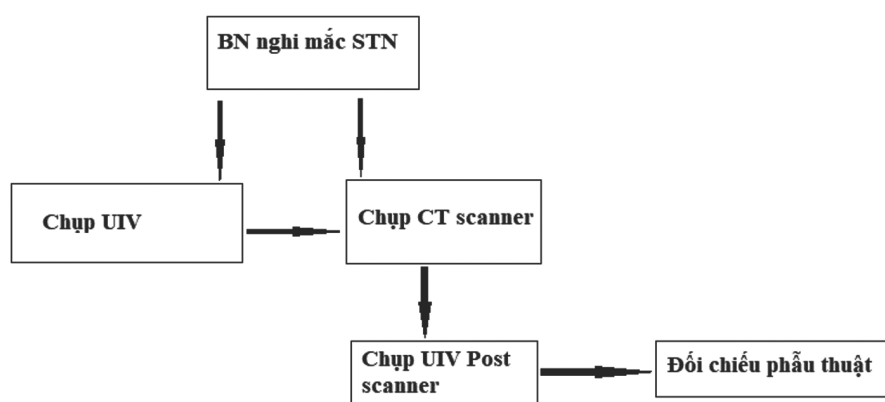 BN nghi mắc STN
Chụp UIV
Chụp CT scanner
Chụp UIV Post
scanner
Đối chiếu phẫu thuật